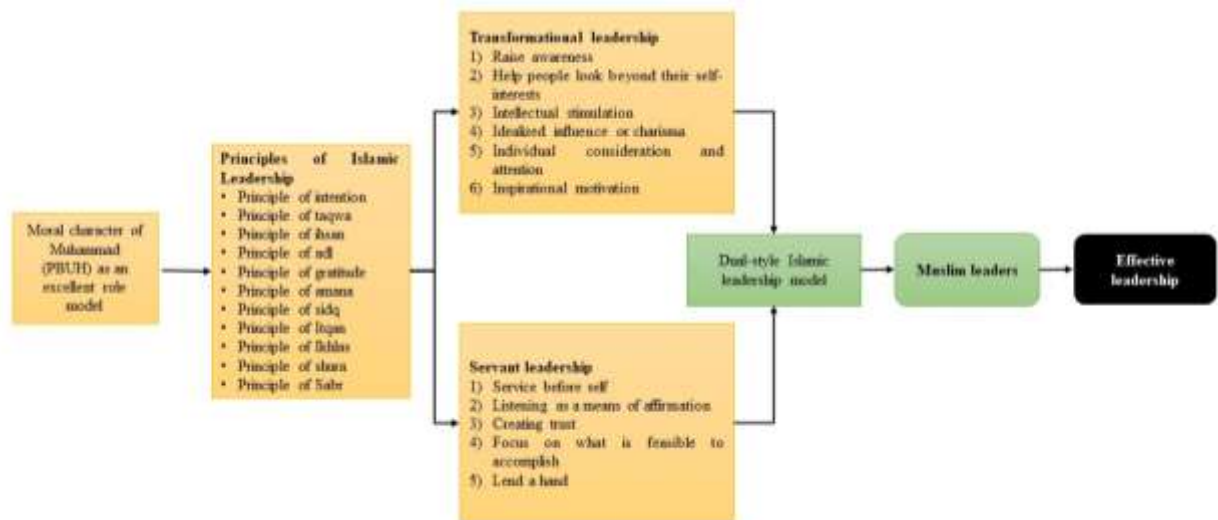 Moral character of
Muhammad
(PBUH) as an
excellent role
model
Principles of Islamic
Leadership
• Principle of intention
• Principle of taqwa
• Principle of ihsan
• Principle of adl
• Principle of gratitude
• Principle of amana
• Principle of sidq
• Principle of Itqan
• Principle of Ikhlas
• Principle of shura
• Principle of Sabr
Transformational leadership
1) Raise awareness
2) Help people look beyond their self-
interests
3) Intellectual stimulation
4) Idealized influence or charisma
5) Individual consideration and
attention
6) Inspirational motivation
Servant leadership
1) Service before self
2) Listening as a means of affirmation
3) Creating trust
4) Focus on what is feasible to
accomplish
5) Lend a hand
Dual-style Islamic
leadership model
Muslim leaders
Effective
leadership